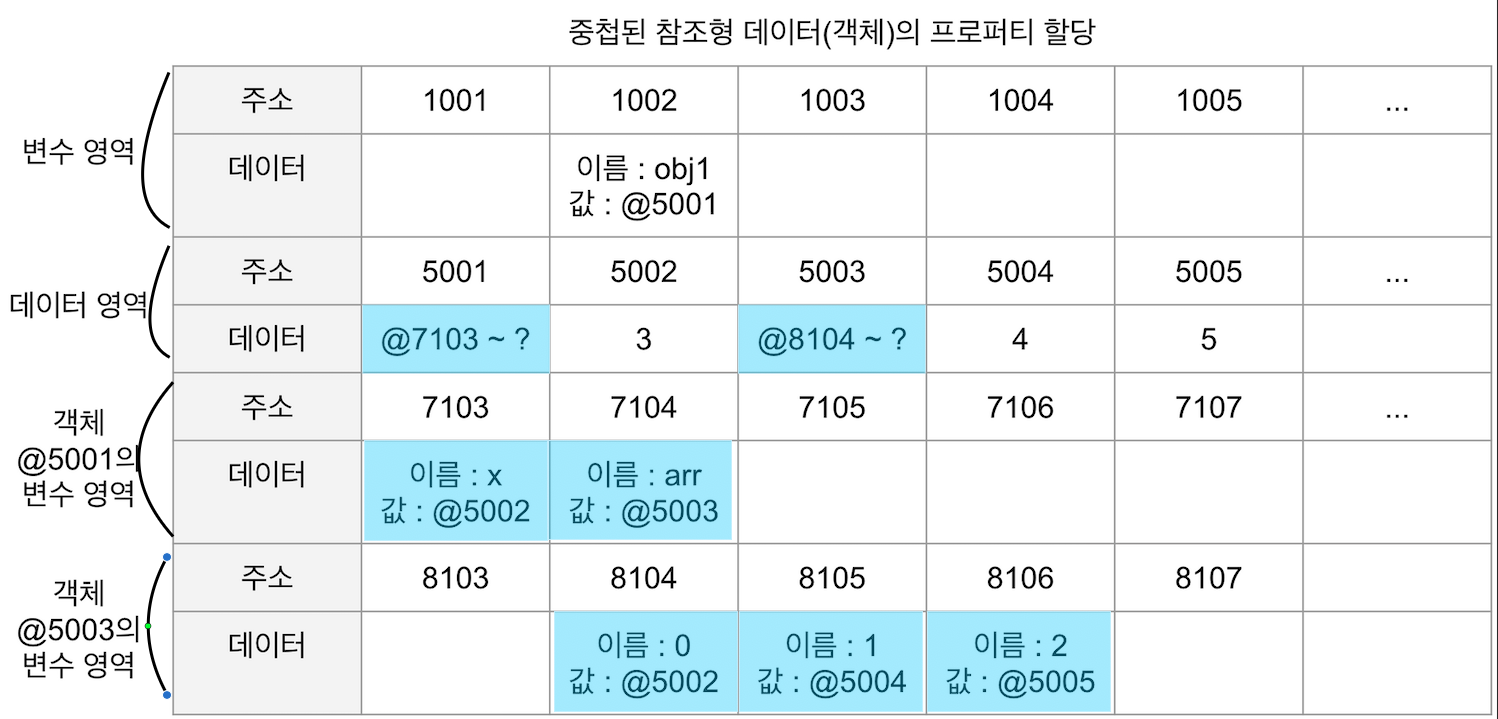 중첩된 참조형 데이터(객체)의 프로퍼티 할당
변수 영역
주소 1001 1002 1003 1004 1005 ...
데이터
이름 : obj1
값 : @5001
데이터 영역
주소 5001 5002 5003 5004 5005 ...
데이터 @7103 ~ ? 3 @8104 ~ ? 4 5
객체
@5001의
변수 영역
주소 7103 7104 7105 7106 7107 ...
데이터
이름 : x 이름 : arr
값 : @5002 값 : @5003
객체
@5003의
변수 영역
주소 8103 8104 8105 8106 8107
데이터
이름 : 0 이름 : 1 이름 : 2
값 : @5002 값 : @5004 값 : @5005